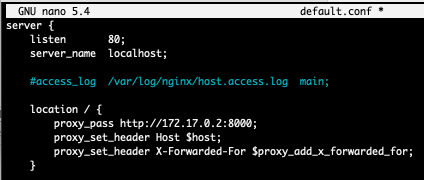 GNU nano 5.4 default.conf *
server {
    listen       80;
    server_name  localhost;

    #access_log  /var/log/nginx/host.access.log  main;

    location / {
        proxy_pass http://172.17.0.2:8000;
        proxy_set_header Host $host;
        proxy_set_header X-Forwarded-For $proxy_add_x_forwarded_for;
    }